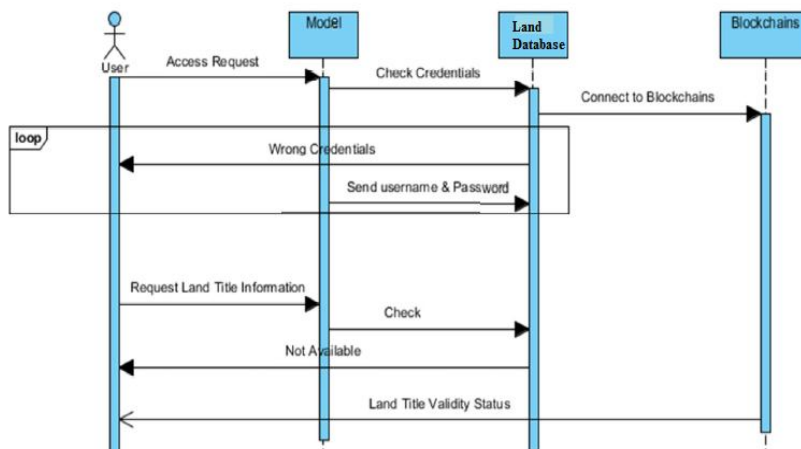 Model
Land
Database
Blockchains
User
Access Request
Check Credentials
Connect to Blockchains
loop
Wrong Credentials
Send username & Password
Request Land Title Information
Check
Not Available
Land Title Validity Status